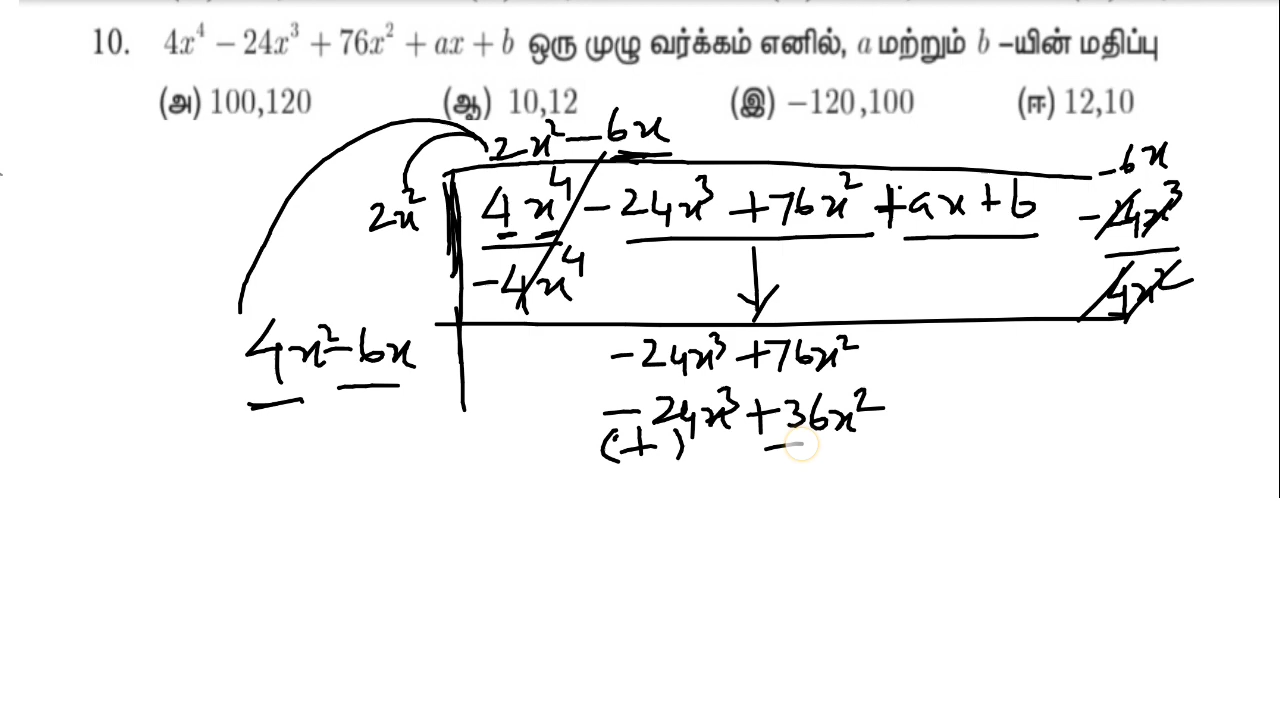 10. 4x⁴ − 24x³ + 76x² + ax + b ஒரு முழு வர்க்கம் எனில், a மற்றும் b –யின் மதிப்பு
(அ) 100,120 (ஆ) 10,12 (இ) −120,100 (ஈ) 12,10
2x² − 6x
−6x
2x² 4x⁴ − 24x³ + 76x² + ax + b
−24x³
−4x⁴
4x²
4x² − 6x
−24x³ + 76x²
−24x³ + 36x²
(+) −